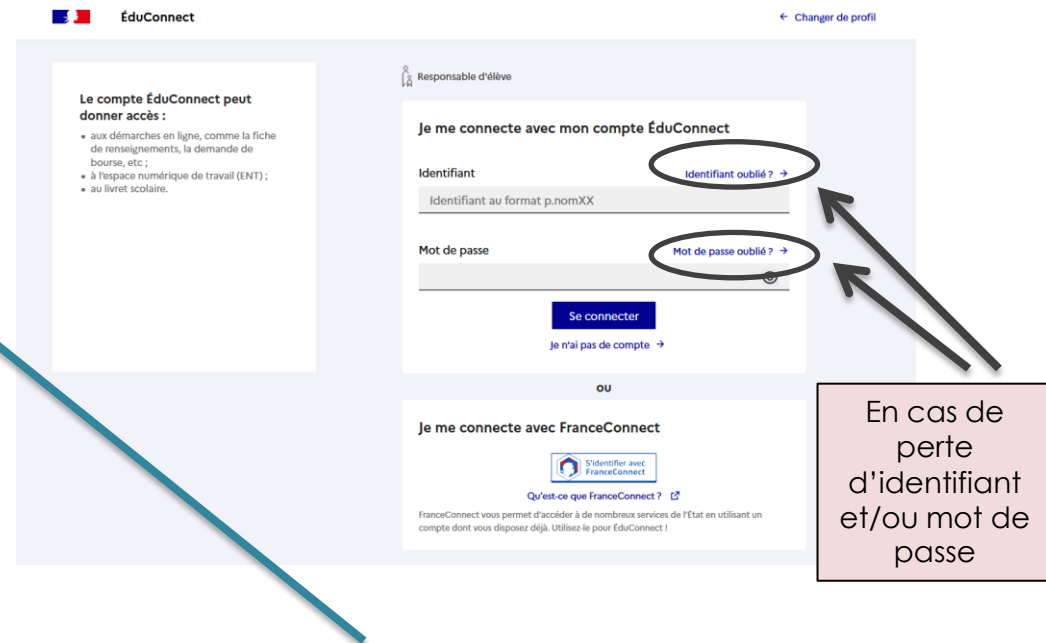 ÉduConnect
← Changer de profil
Le compte ÉduConnect peut
donner accès :
• aux démarches en ligne, comme la fiche
de renseignements, la demande de
bourse, etc ;
• à l'espace numérique de travail (ENT) ;
• au livret scolaire.
Responsable d'élève
Je me connecte avec mon compte ÉduConnect
Identifiant
Identifiant oublié ? →
Identifiant au format p.nomXX
Mot de passe
Mot de passe oublié ? →
Se connecter
Je n'ai pas de compte →
OU
Je me connecte avec FranceConnect
S'identifier avec
FranceConnect
Qu'est-ce que FranceConnect ?
FranceConnect vous permet d'accéder à de nombreux services de l'État en utilisant un
compte dont vous disposez déjà. Utilisez-le pour ÉduConnect !
En cas de
perte
d'identifiant
et/ou mot de
passe